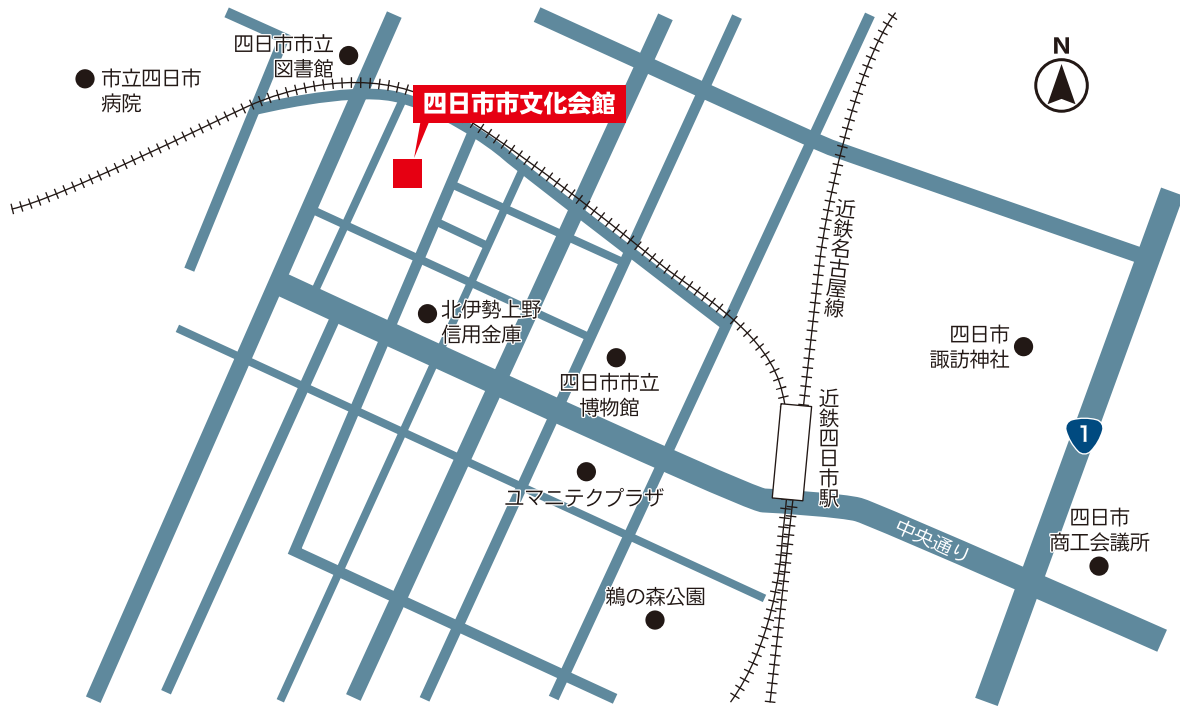 四日市市立
図書館
市立四日市
病院
四日市市文化会館
N
近鉄名古屋線
北伊勢上野
信用金庫
四日市
諏訪神社
四日市市立
博物館
近鉄四日市駅
1
ユマニテクプラザ
中央通り
四日市
商工会議所
鵜の森公園